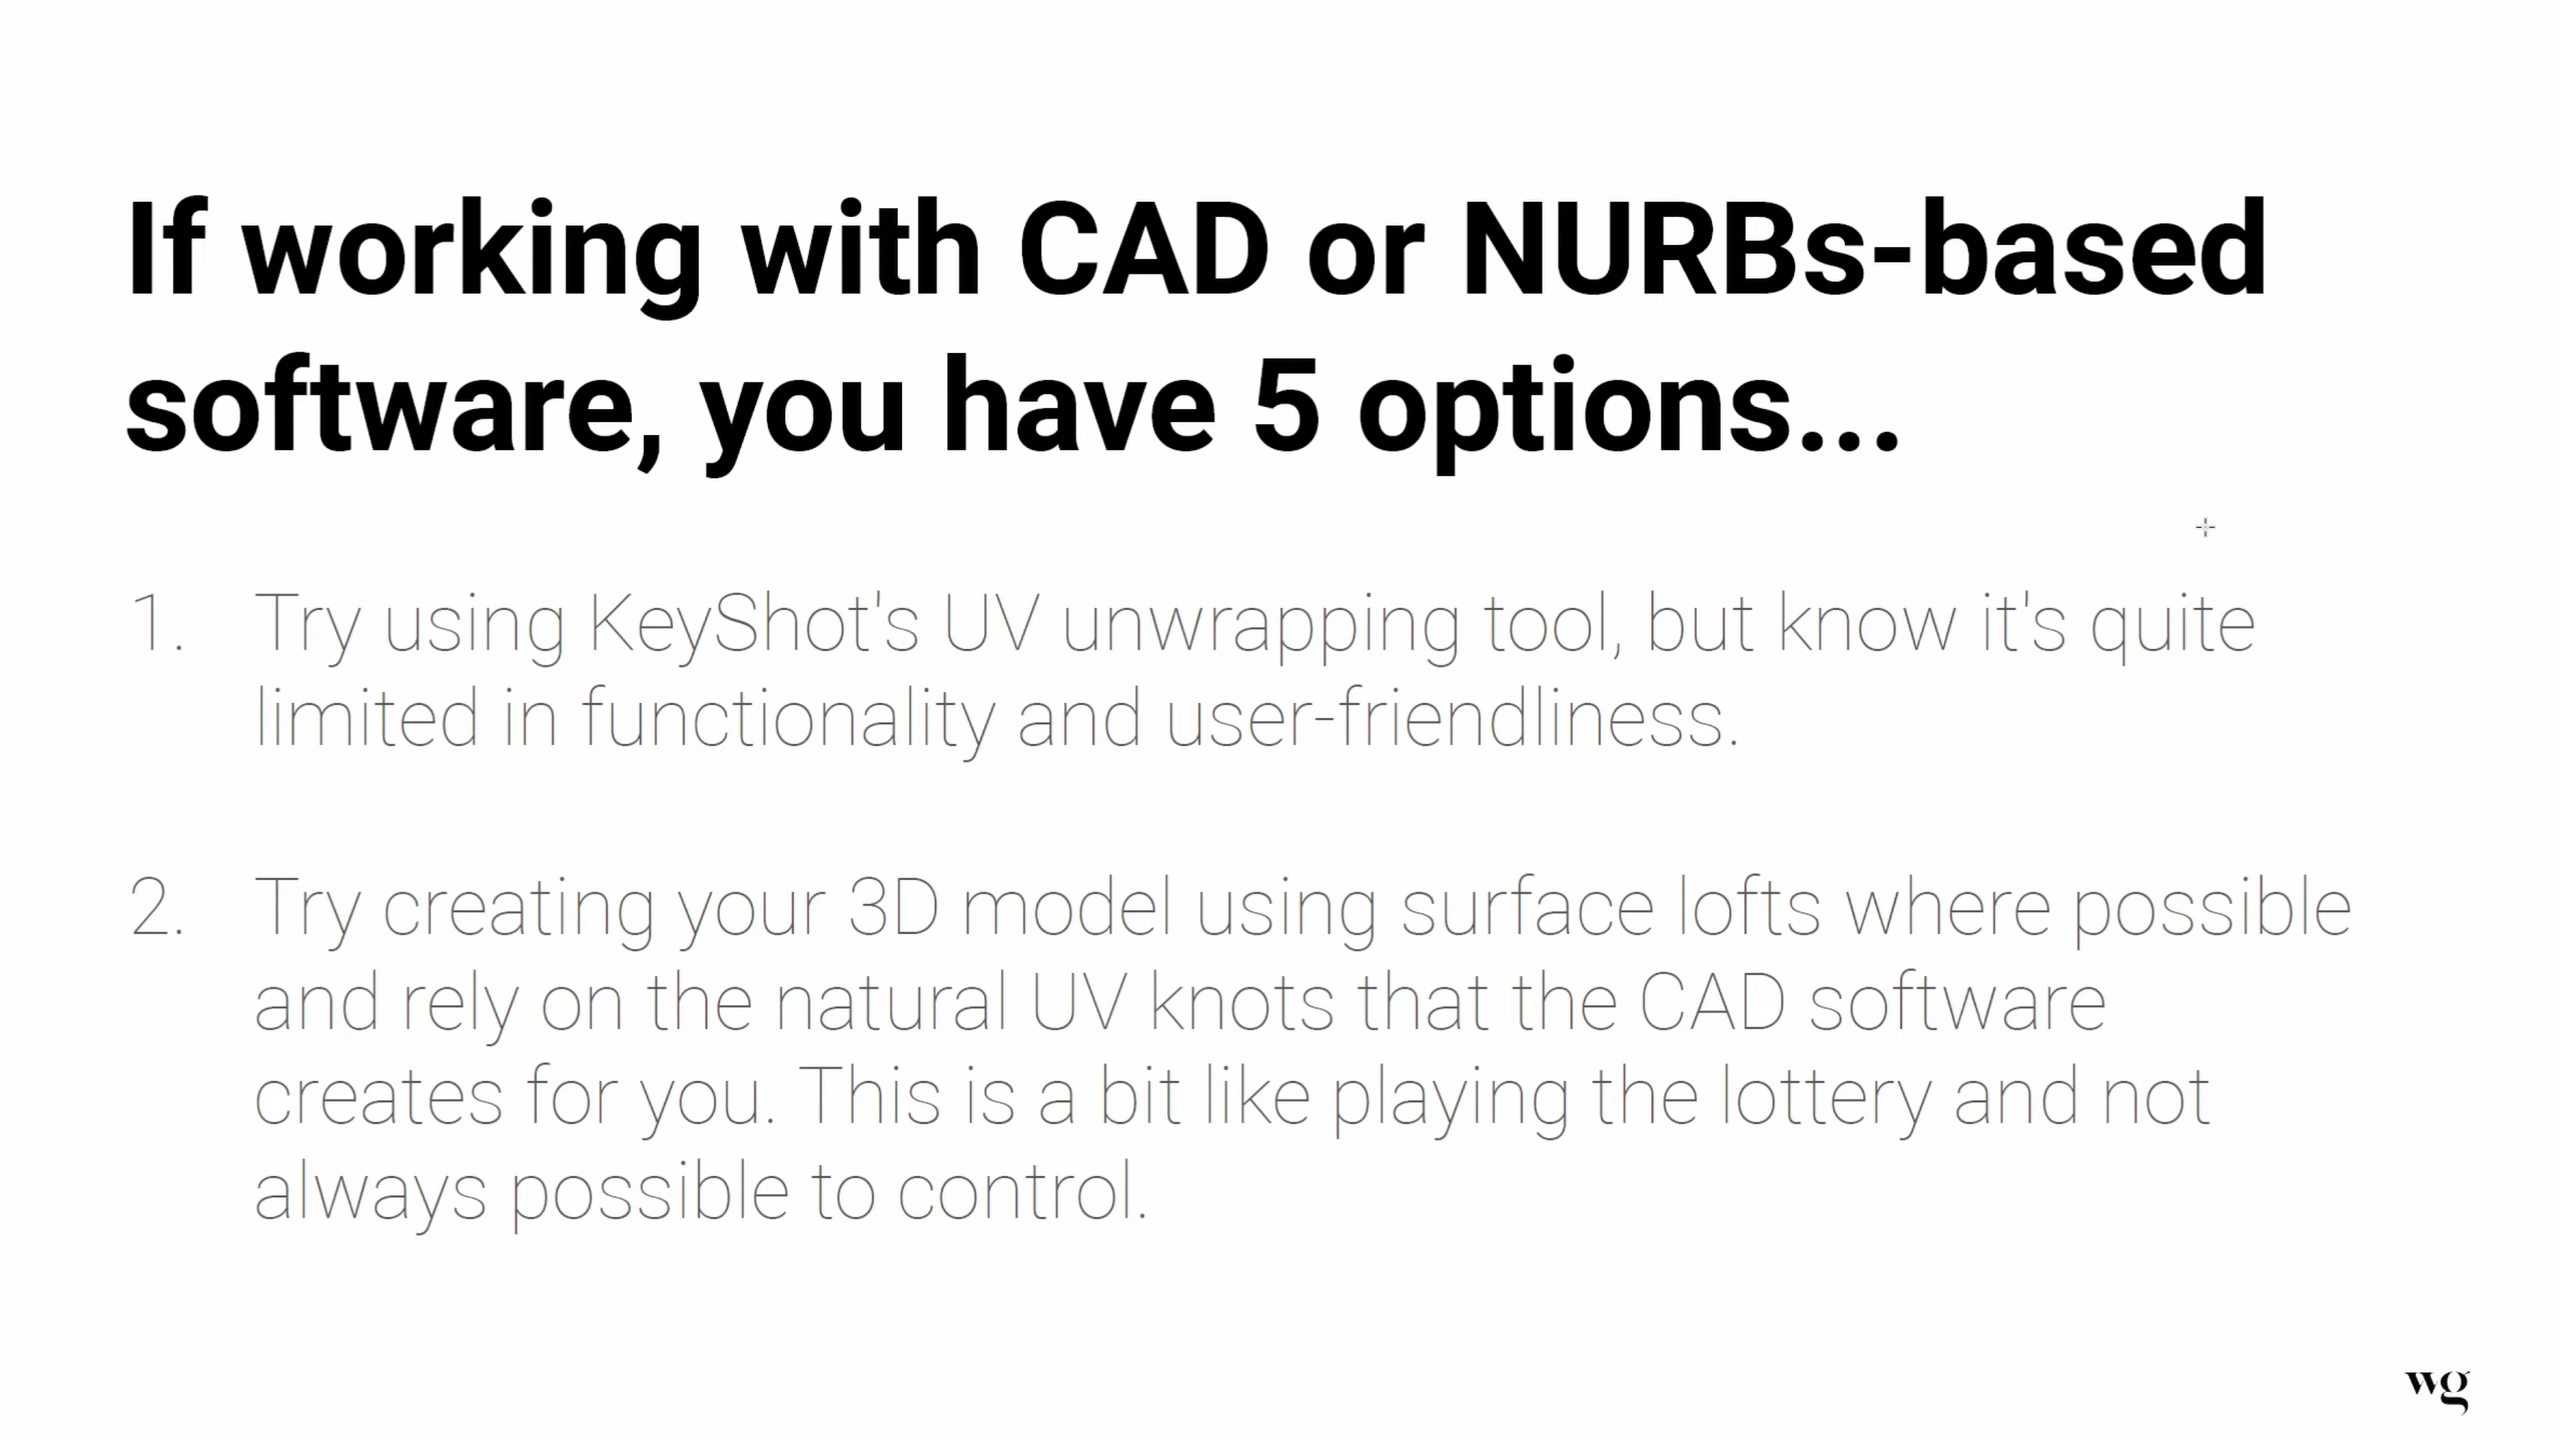 If working with CAD or NURBs-based
software, you have 5 options...
1. Try using KeyShot's UV unwrapping tool, but know it's quite
limited in functionality and user-friendliness.
2. Try creating your 3D model using surface lofts where possible
and rely on the natural UV knots that the CAD software
creates for you. This is a bit like playing the lottery and not
always possible to control.
wg